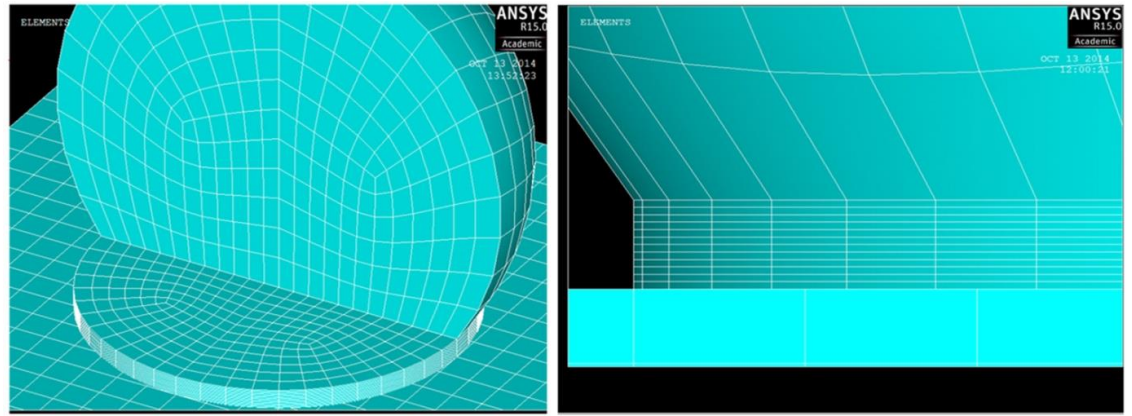 ELEMENTS
ANSYS
R15.0
Academic
OCT 13 2014
13:52:23
ELEMENTS
ANSYS
R15.0
Academic
OCT 13 2014
12:00:21